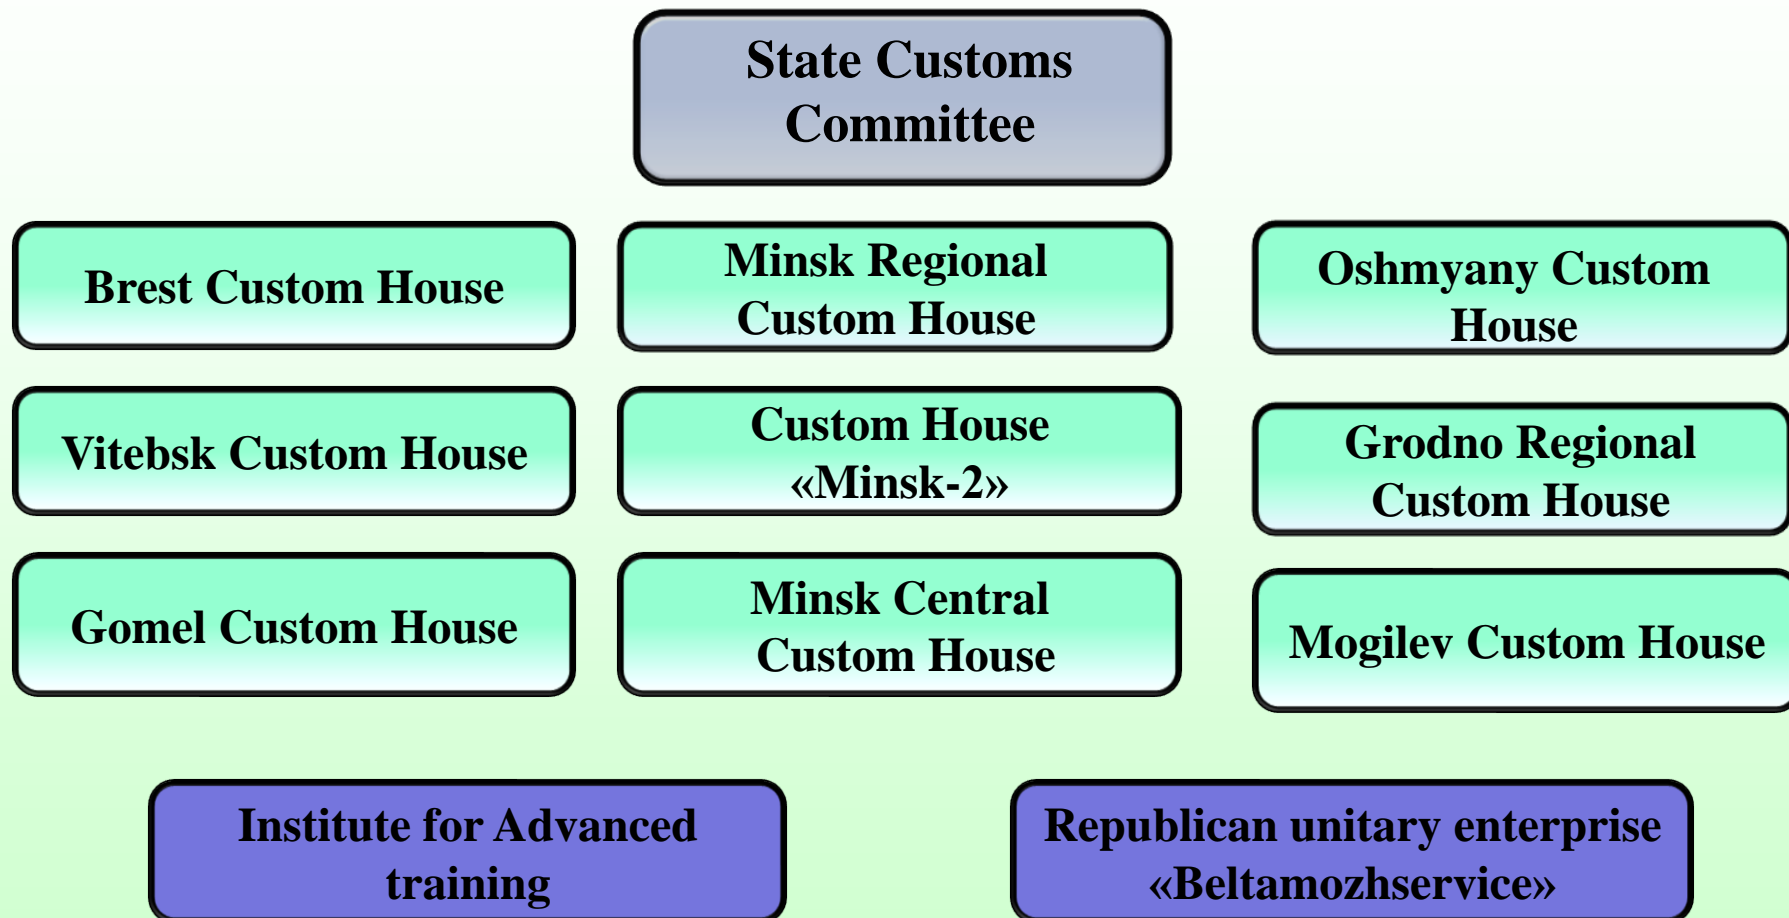 State Customs
Committee
Brest Custom House
Minsk Regional
Custom House
Oshmyany Custom
House
Vitebsk Custom House
Custom House
«Minsk-2»
Grodno Regional
Custom House
Gomel Custom House
Minsk Central
Custom House
Mogilev Custom House
Institute for Advanced
training
Republican unitary enterprise
«Beltamozhservice»